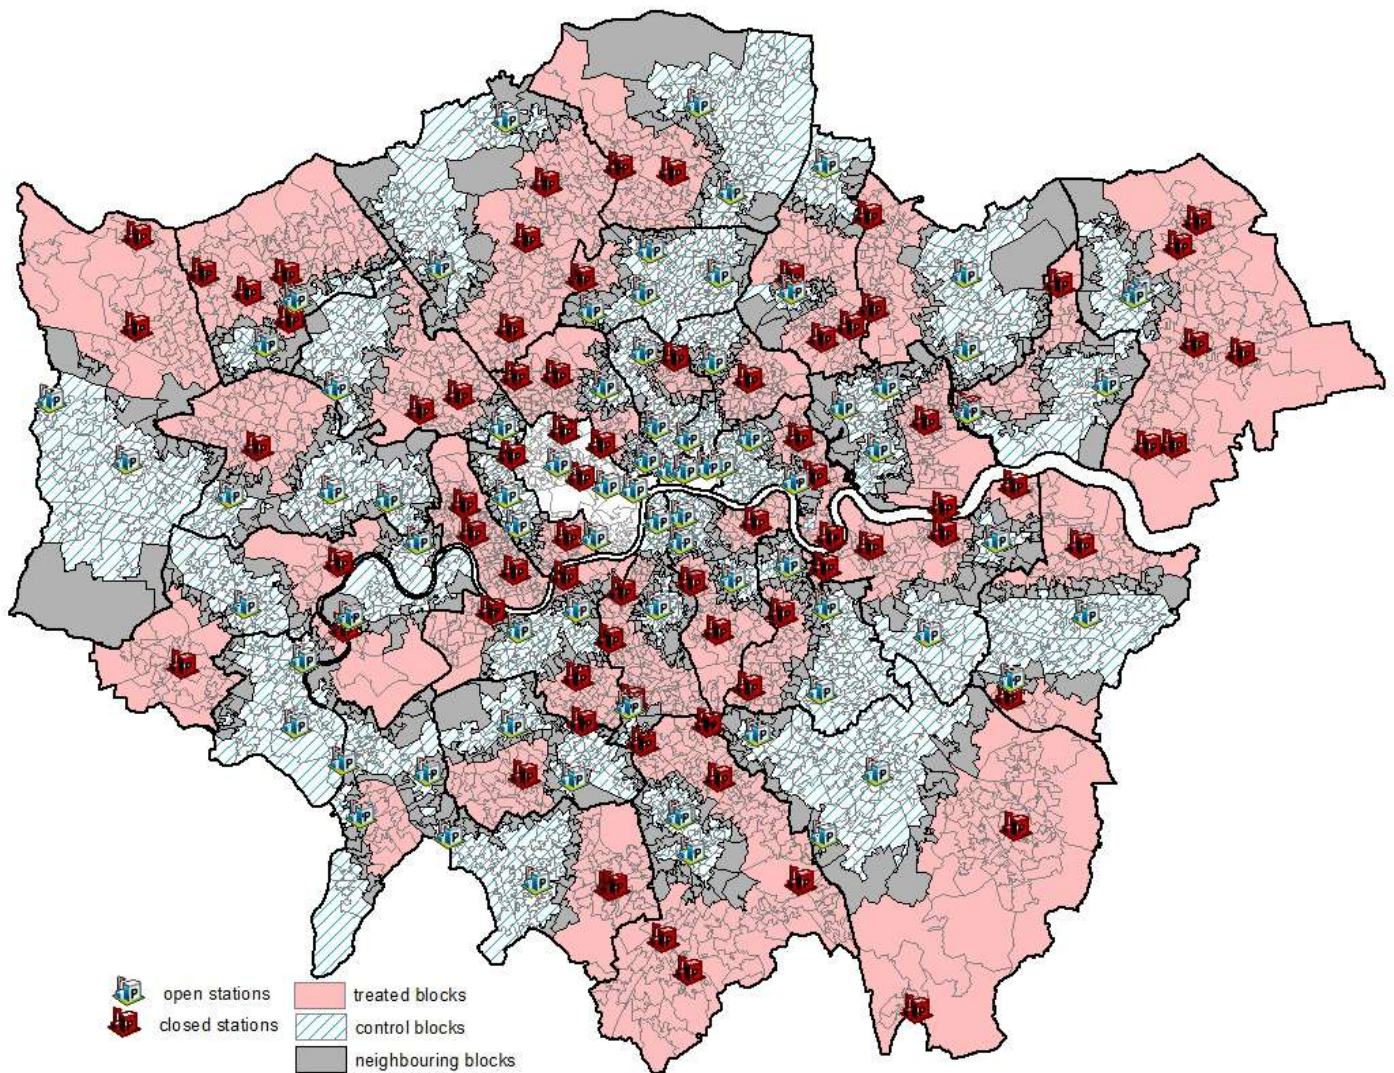 open stations
closed stations
treated blocks
control blocks
neighbouring blocks